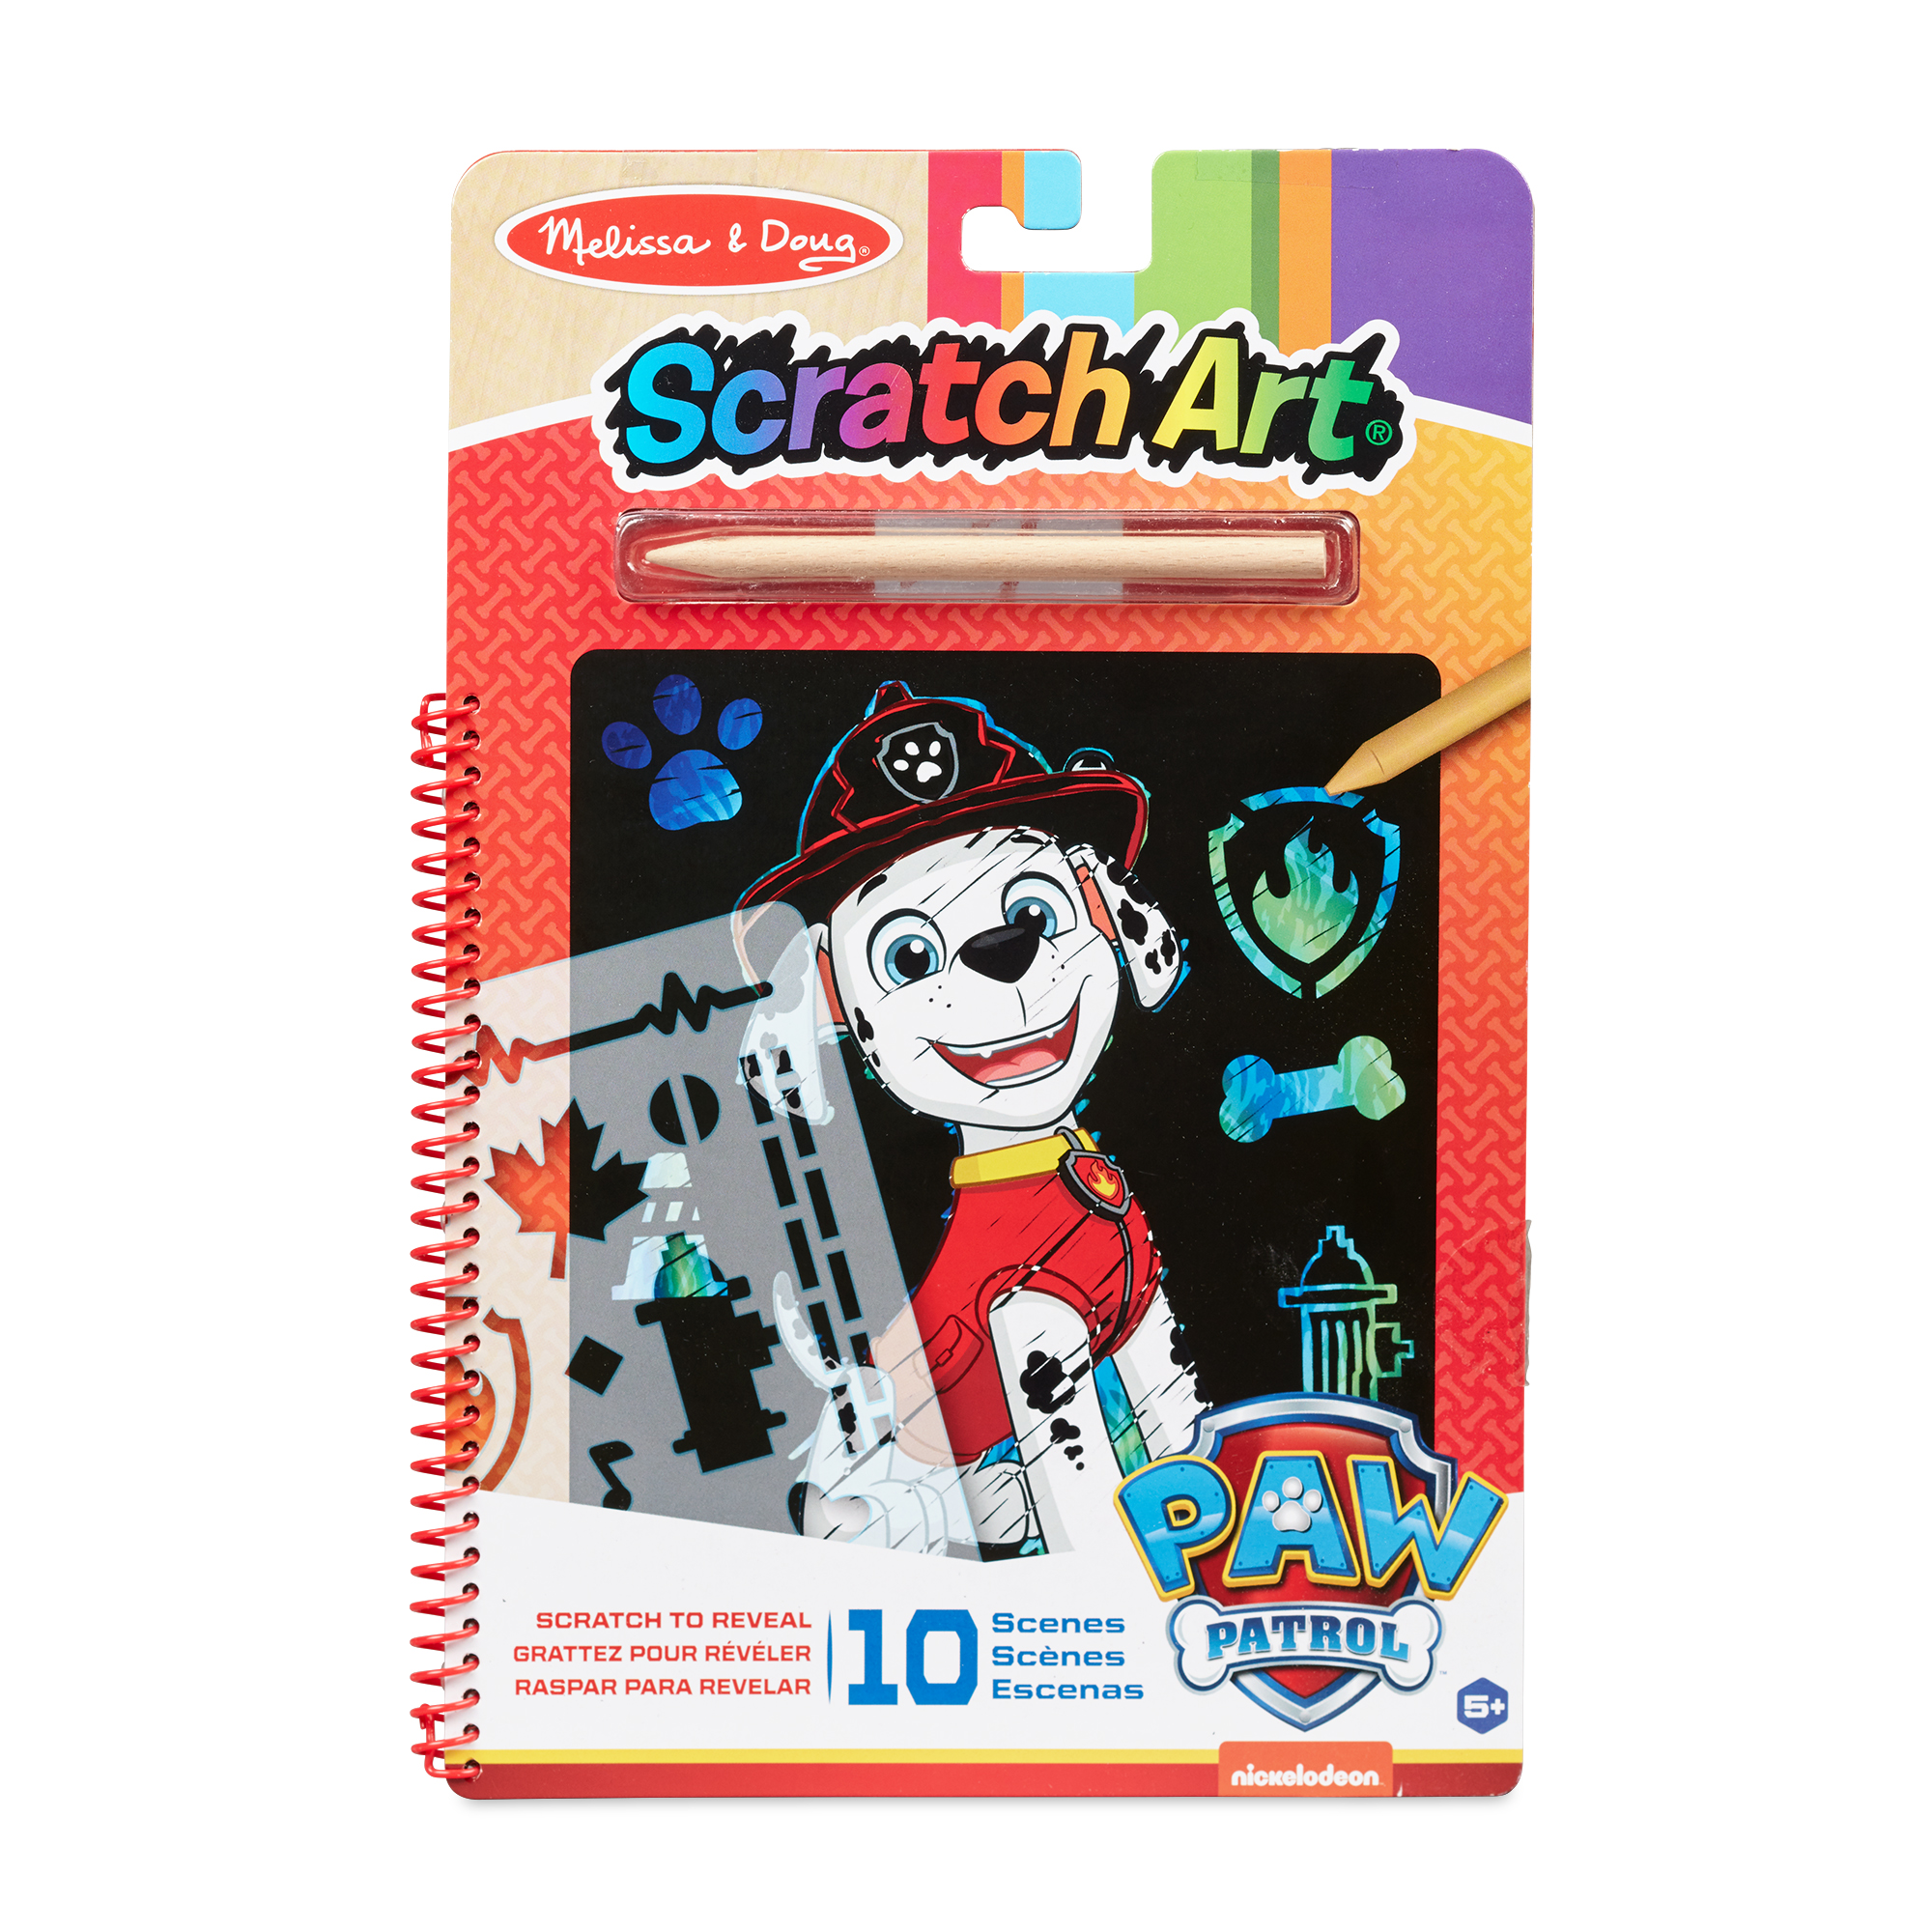 Melissa & Doug®
Scratch Art®
SCRATCH TO REVEAL
GRATTEZ POUR RÉVÉLER
RASPAR PARA REVELAR
10
Scenes
Scènes
Escenas
PAW
PATROL™
5+
nickelodeon